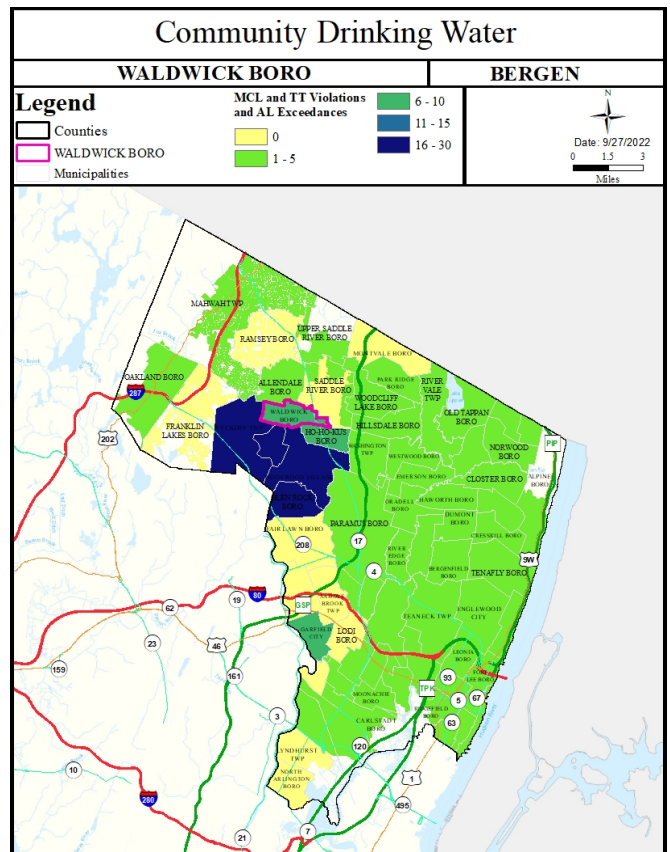 Community Drinking Water
WALDWICK BORO
BERGEN
Legend
Counties
WALDWICK BORO
Municipalities
MCL and TT Violations
and AL Exceedances
0
1 - 5
6 - 10
11 - 15
16 - 30
N
Date: 9/27/2022
0 1.5 3
Miles
MAHWAH TWP
RAMSEY BORO
UPPER SADDLE
RIVER BORO
MONTVALE BORO
OAKLAND BORO
287
ALLENDALE
BORO
SADDLE
RIVER BORO
PARK RIDGE
BORO
RIVER
VALE
TWP
WOODCLIFF
LAKE BORO
OLD TAPPAN
BORO
WALDWICK
BORO
FRANKLIN
LAKES BORO
202
HO-HO-KUS
BORO
HILLSDALE BORO
WASHINGTON
TWP
WESTWOOD BORO
NORWOOD
BORO
PIP
EMERSON BORO
CLOSTER BORO
ALPINE
BORO
GLEN ROCK
BORO
ORADELL
BORO
HAWORTH BORO
DUMONT
BORO
PARAMUS BORO
FAIR LAWN BORO
CRESSKILL BORO
208
17
RIVER
EDGE
BORO
9W
4
BERGENFIELD
BORO
TENAFLY BORO
80
19
62
GSP
BROOK
TWP
ENGLEWOOD
CITY
TEANECK TWP
GARFIELD
CITY
LODI
BORO
46
23
LEONIA
BORO
159
161
93
FORT
LEE BORO
TPK
5
67
MOONACHIE
BORO
BORO
63
3
CARLSTADT
BORO
120
LYNDHURST
TWP
NORTH
ARLINGTON
BORO
10
1
280
495
21
7